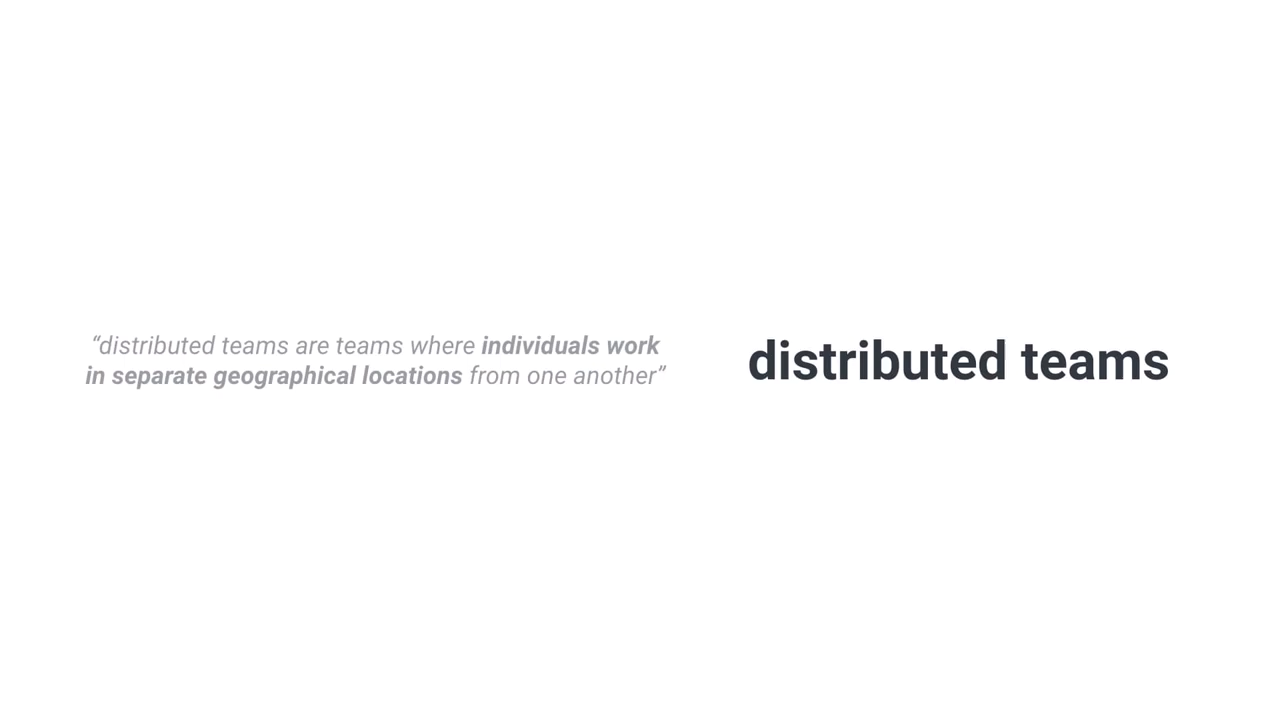 “distributed teams are teams where individuals work
in separate geographical locations from one another”
distributed teams